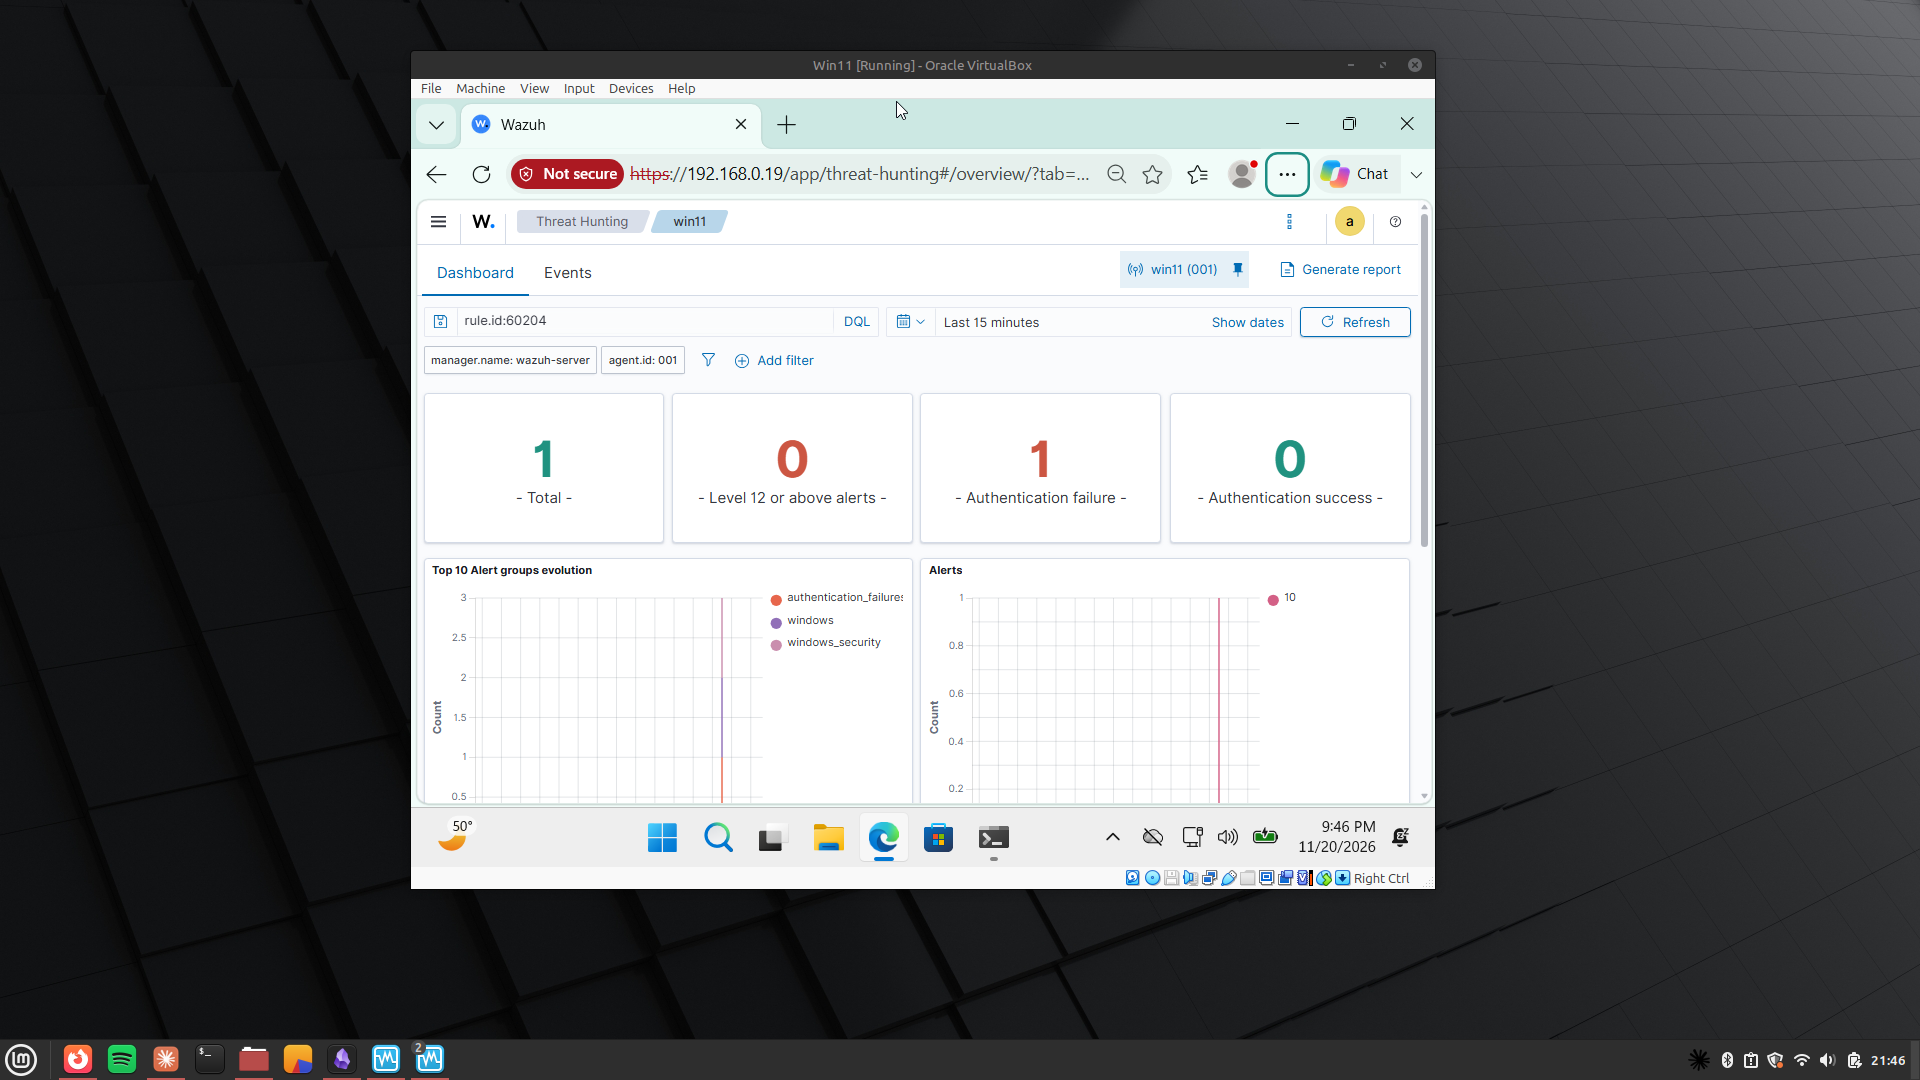 Win11 [Running] - Oracle VirtualBox
File Machine View Input Devices Help
W. Wazuh
Not secure https://192.168.0.19/app/threat-hunting#/overview/?tab=... Chat
W. Threat Hunting win11 a
Dashboard Events win11 (001) Generate report
rule.id:60204 DQL Last 15 minutes Show dates Refresh
manager.name: wazuh-server agent.id: 001 Add filter
1 0 1 0
- Total - - Level 12 or above alerts - - Authentication failure - - Authentication success -
Top 10 Alert groups evolution
3
2.5
2
1.5
1
0.5
Count
authentication_failures
windows
windows_security
Alerts
1
0.8
0.6
0.4
0.2
Count
10
50°
9:46 PM
11/20/2026
Right Ctrl
2
21:46